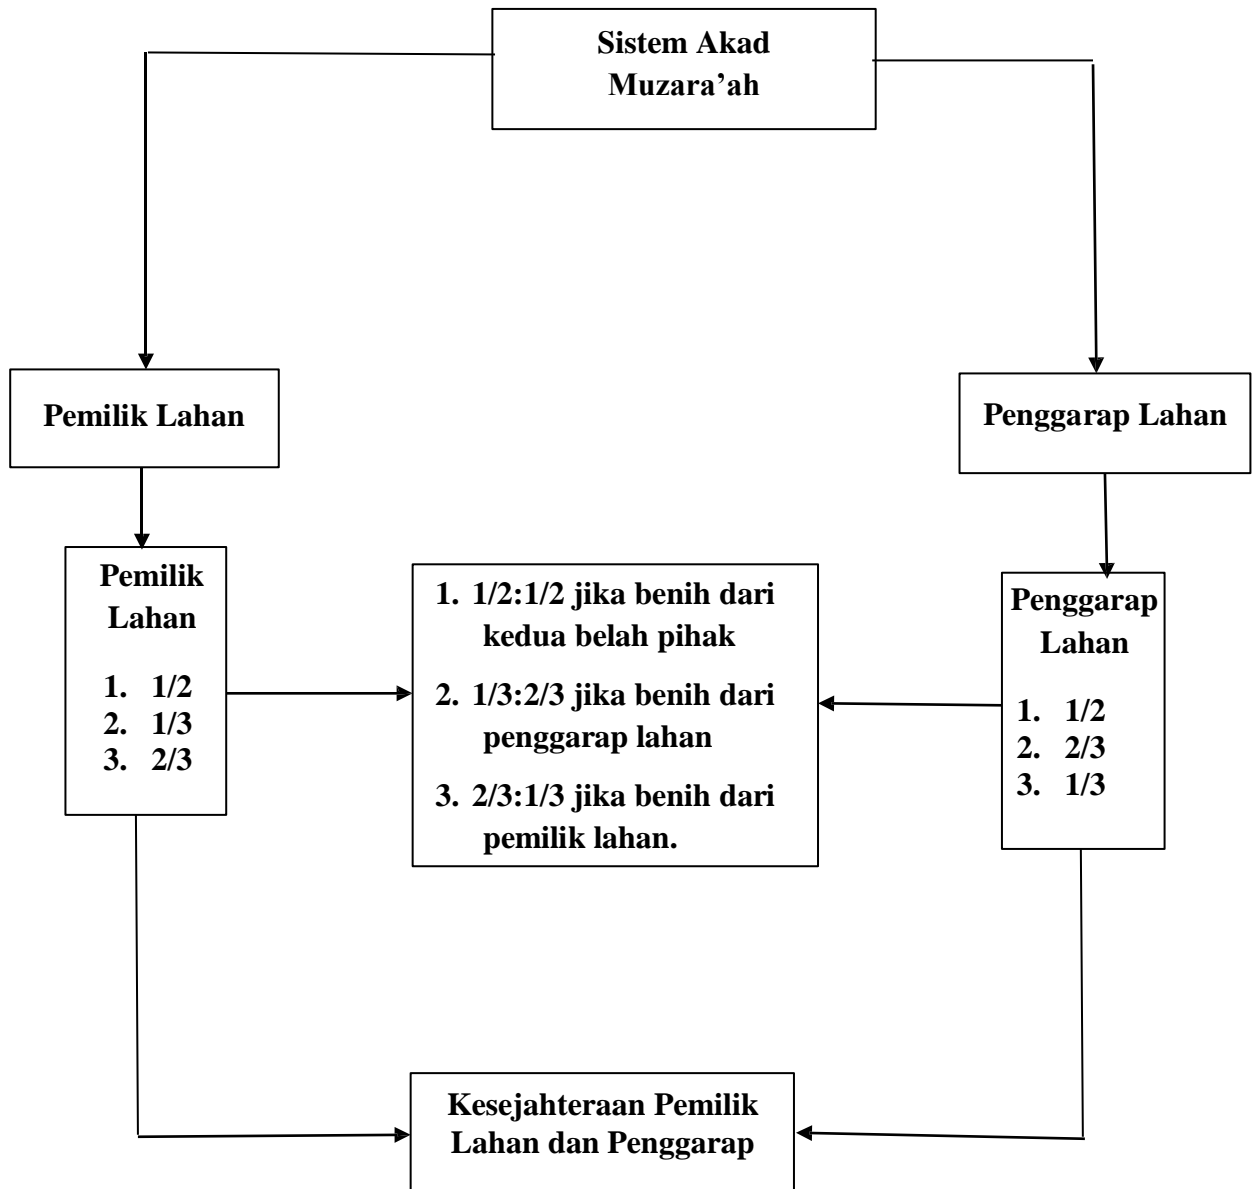 Sistem Akad
Muzara’ah
Pemilik Lahan
Penggarap Lahan
Pemilik
Lahan
1. 1/2
2. 1/3
3. 2/3
1. 1/2:1/2 jika benih dari
kedua belah pihak
2. 1/3:2/3 jika benih dari
penggarap lahan
3. 2/3:1/3 jika benih dari
pemilik lahan.
Penggarap
Lahan
1. 1/2
2. 2/3
3. 1/3
Kesejahteraan Pemilik
Lahan dan Penggarap